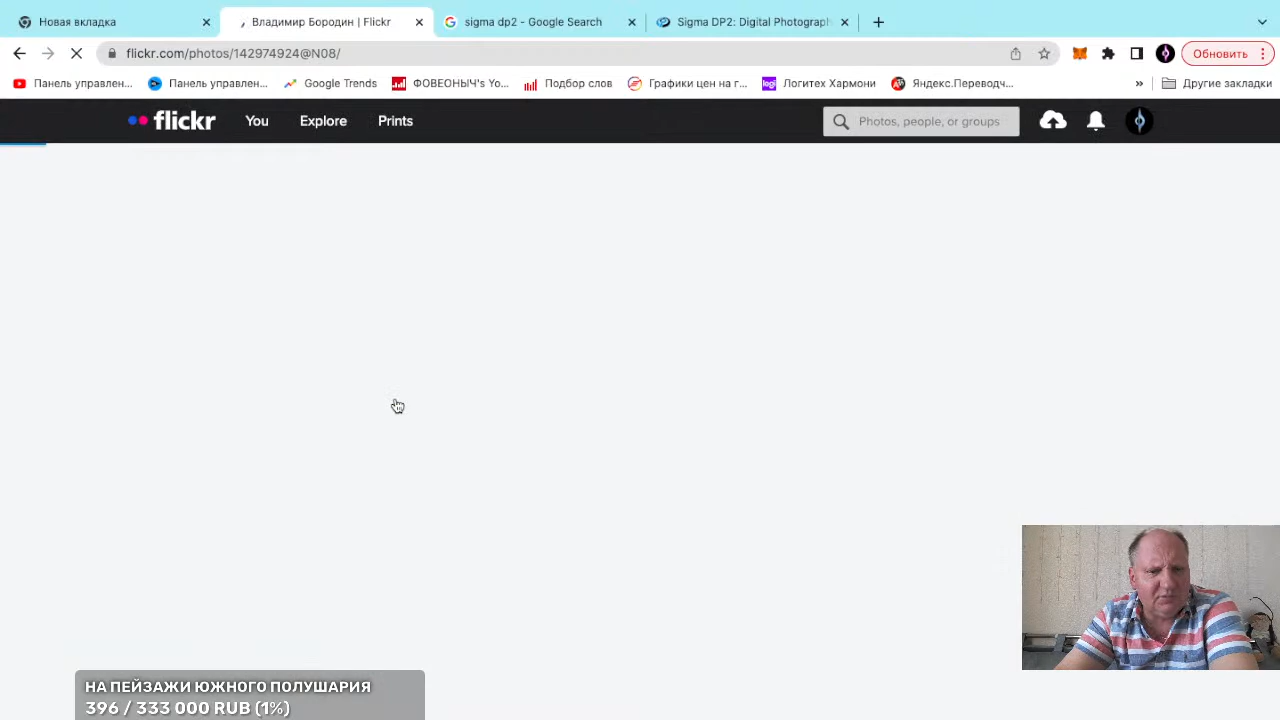 Новая вкладка
Владимир Бородин | Flickr
sigma dp2 - Google Search
Sigma DP2: Digital Photograph
flickr.com/photos/142974924@N08/
Обновить
Панель управлен...
Панель управлен...
Google Trends
ФОВЕОНЫЧ's Yo...
Подбор слов
Графики цен на г...
Логитех Хармони
Яндекс.Переводч...
»
Другие закладки
flickr
You
Explore
Prints
Photos, people, or groups
НА ПЕЙЗАЖИ ЮЖНОГО ПОЛУШАРИЯ
396 / 333 000 RUB (1%)